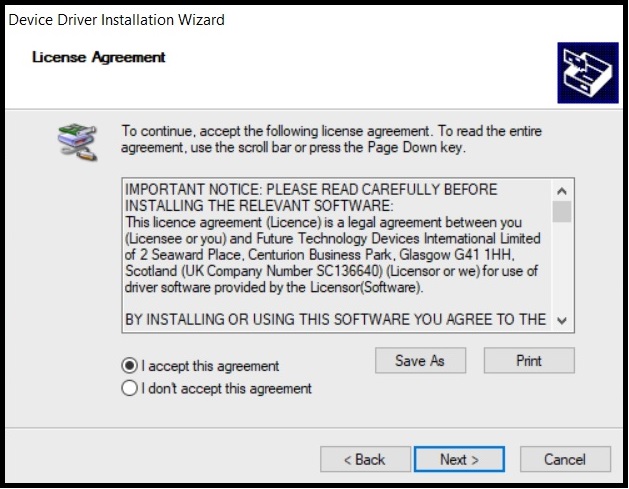 Device Driver Installation Wizard
License Agreement
To continue, accept the following license agreement. To read the entire
agreement, use the scroll bar or press the Page Down key.
IMPORTANT NOTICE: PLEASE READ CAREFULLY BEFORE
INSTALLING THE RELEVANT SOFTWARE:
This licence agreement (Licence) is a legal agreement between you
(Licensee or you) and Future Technology Devices International Limited
of 2 Seaward Place, Centurion Business Park, Glasgow G41 1HH,
Scotland (UK Company Number SC136640) (Licensor or we) for use of
driver software provided by the Licensor(Software).
BY INSTALLING OR USING THIS SOFTWARE YOU AGREE TO THE
I accept this agreement
Save As
Print
I don't accept this agreement
< Back
Next >
Cancel